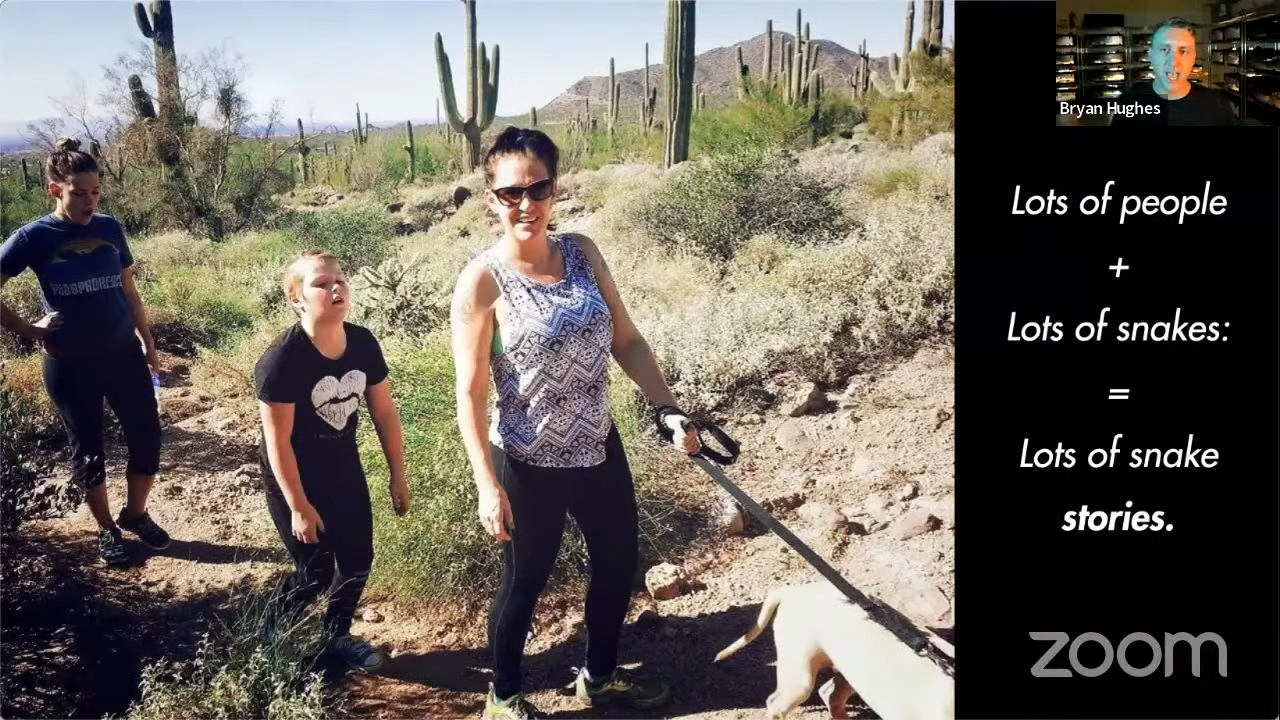 Bryan Hughes
Lots of people
+
Lots of snakes:
=
Lots of snake
stories.
zoom